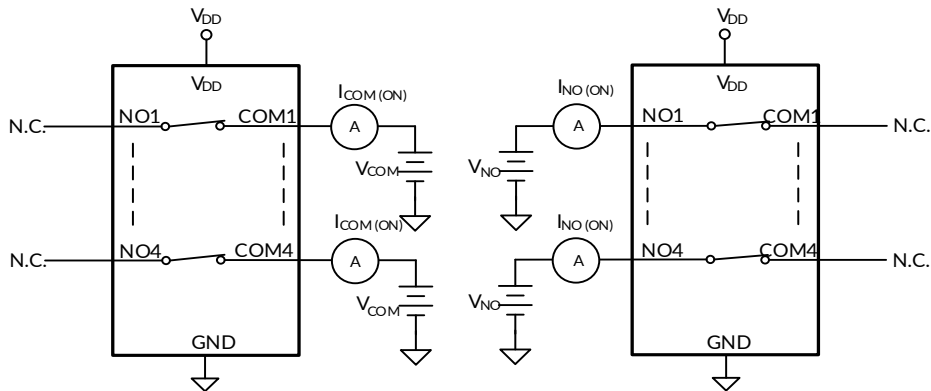 VDD VDD
VDD VDD
ICOM (ON) INO (ON)
N.C. NO1 COM1 A A NO1 COM1 N.C.
VCOM VNO
ICOM (ON) INO (ON)
N.C. NO4 COM4 A A NO4 COM4 N.C.
VCOM VNO
GND GND